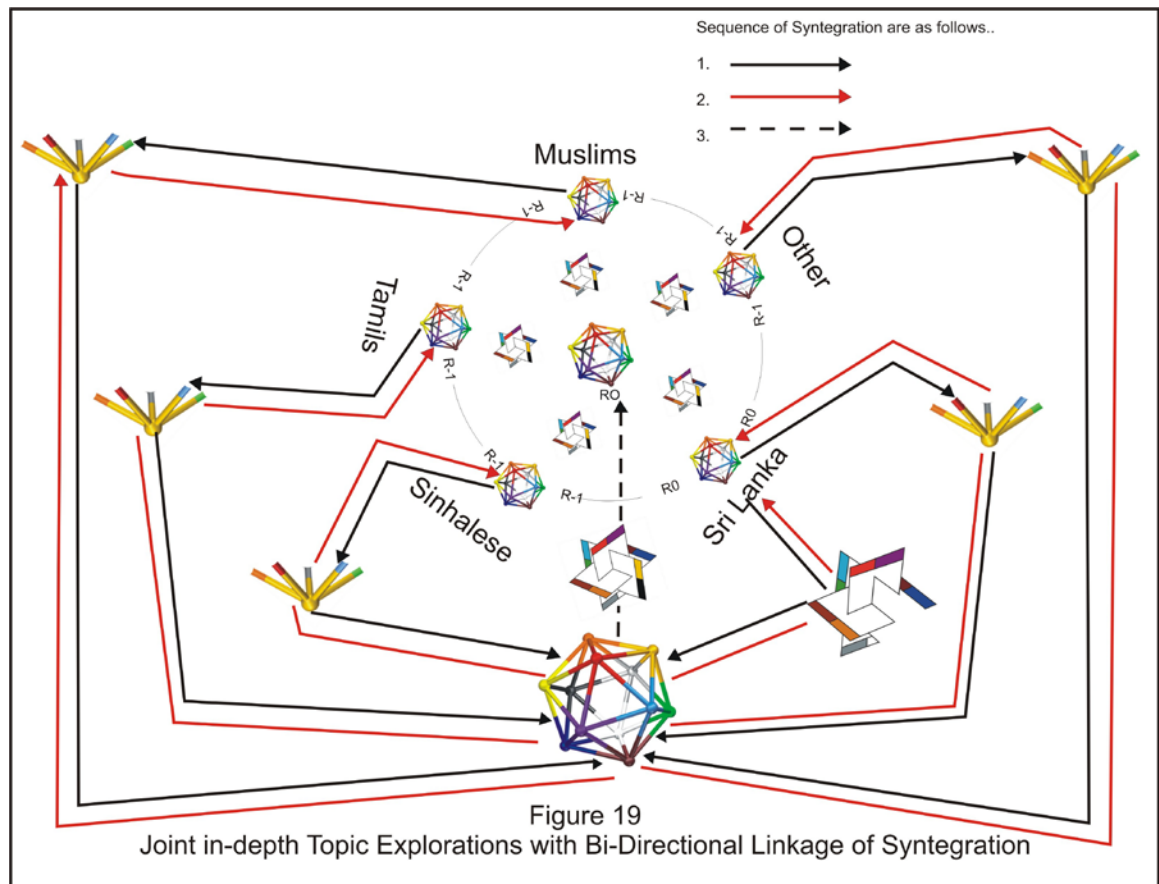 Sequence of Syntegration are as follows..
1.
2.
3.
Muslims
R-1
R-1
R-1
Other
R-1
Tamils
R-1
R-1
RO
R0
R-1
Sinhalese
R-1
R0
Sri Lanka
Figure 19
Joint in-depth Topic Explorations with Bi-Directional Linkage of Syntegration